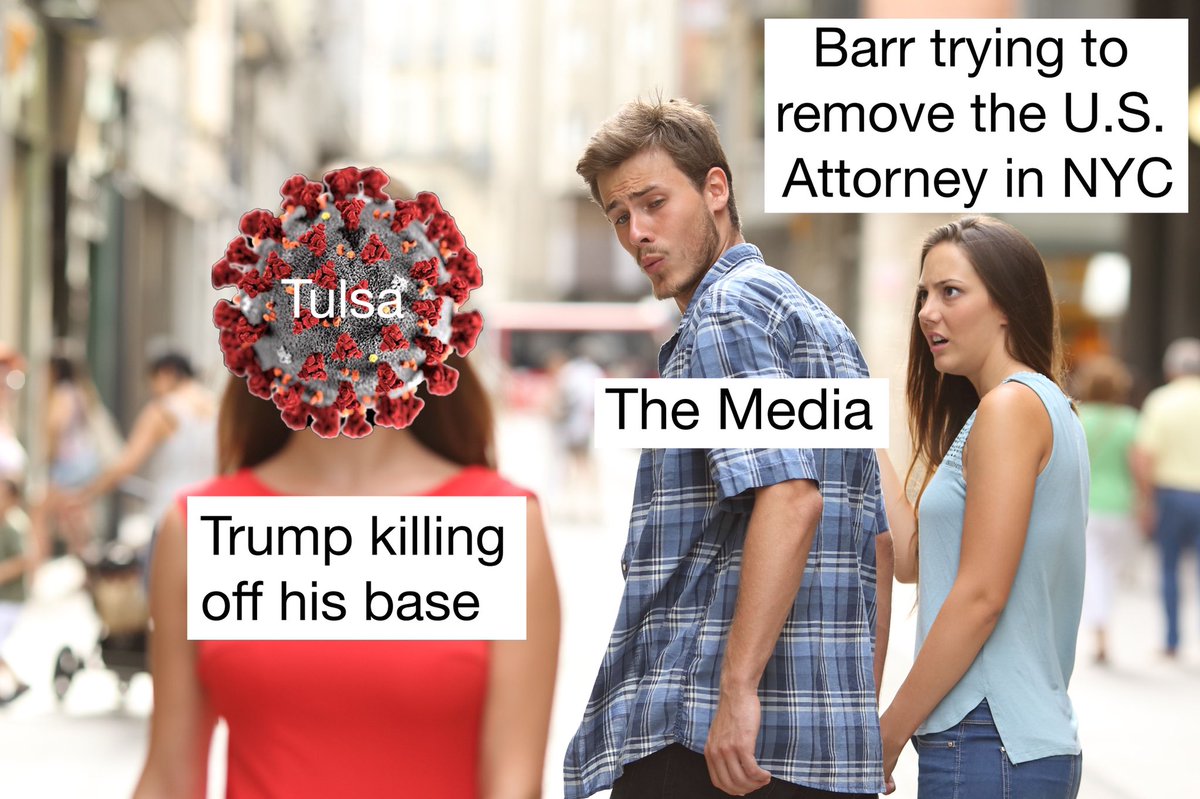 Barr trying to
remove the U.S.
Attorney in NYC
Tulsa
The Media
Trump killing
off his base